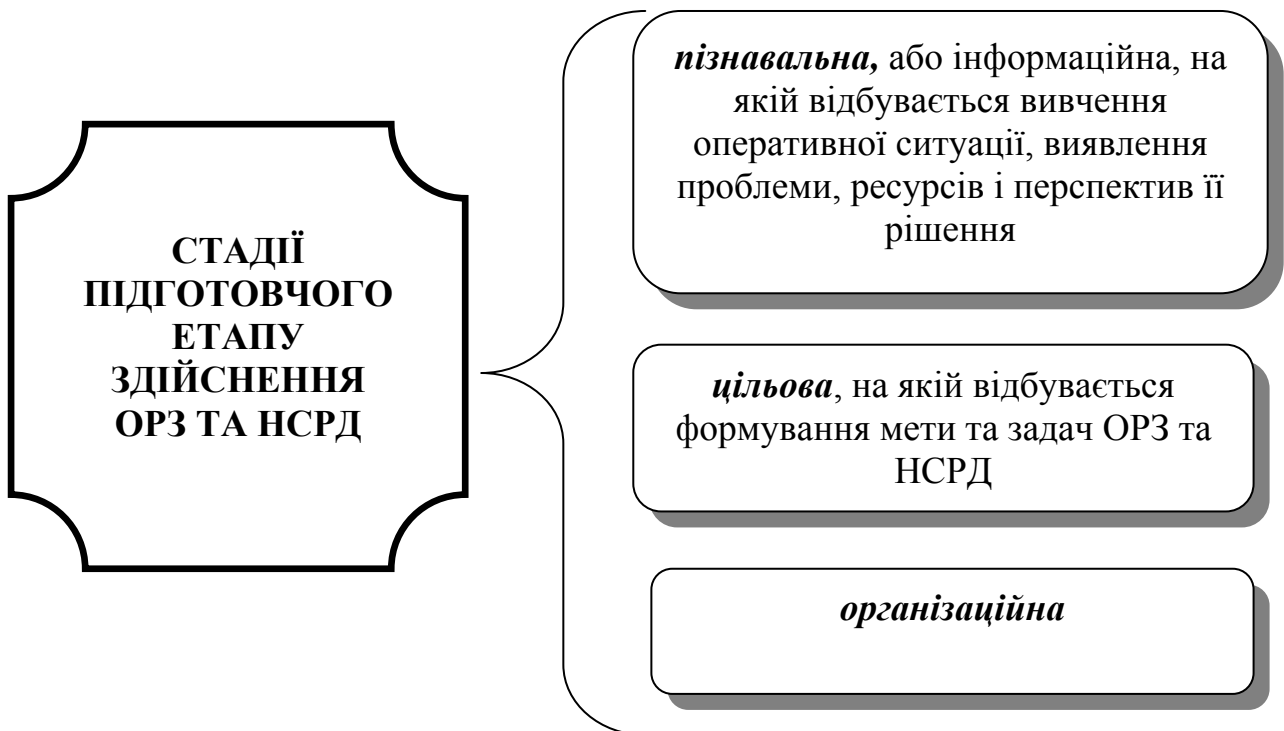 СТАДІЇ
ПІДГОТОВЧОГО
ЕТАПУ
ЗДІЙСНЕННЯ
ОРЗ ТА НСРД
пізнавальна, або інформаційна, на
якій відбувається вивчення
оперативної ситуації, виявлення
проблеми, ресурсів і перспектив її
рішення
цільова, на якій відбувається
формування мети та задач ОРЗ та
НСРД
організаційна